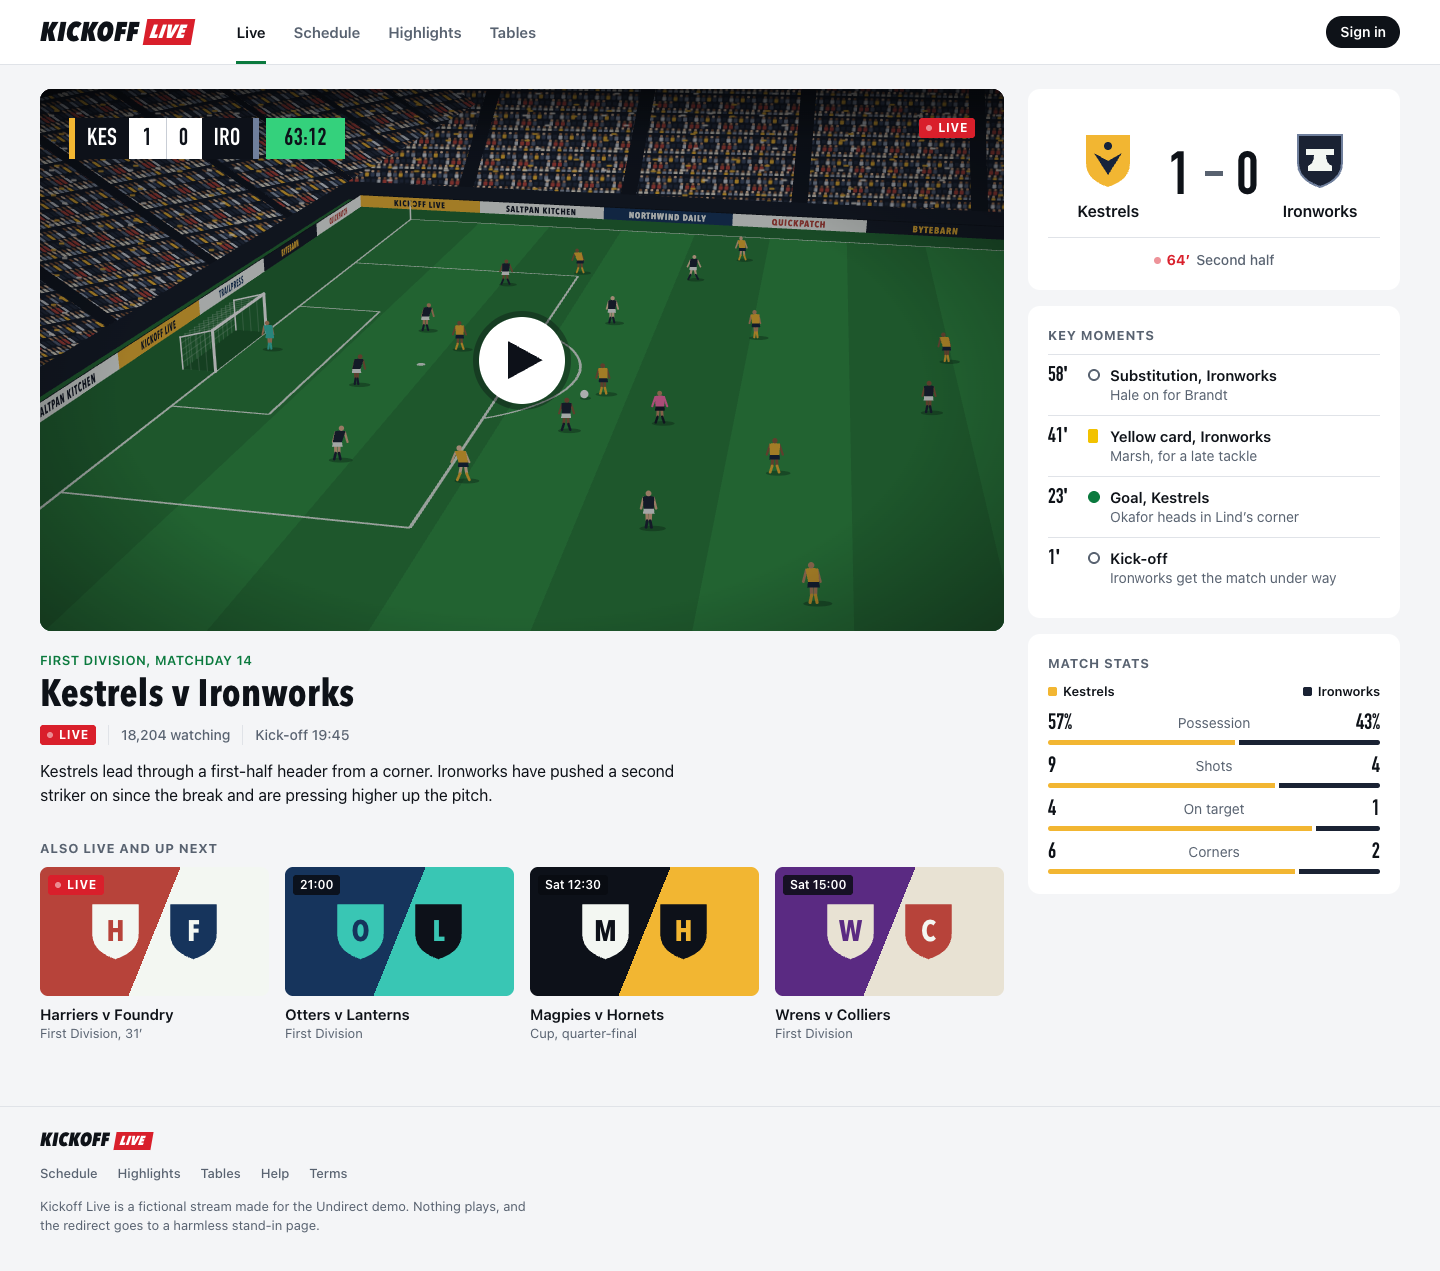 KICKOFF LIVE
Live
Schedule
Highlights
Tables
Sign in
KES 1 0 IRO 63:12
LIVE
KICKOFF LIVE
SALTPAN KITCHEN
NORTHWIND DAILY
QUICKPATCH
BYTEBARN
QUICKPATCH
BYTEBARN
TRAILPRESS
KICKOFF LIVE
SALTPAN KITCHEN
FIRST DIVISION, MATCHDAY 14
Kestrels v Ironworks
LIVE
18,204 watching
Kick-off 19:45
Kestrels lead through a first-half header from a corner. Ironworks have pushed a second
striker on since the break and are pressing higher up the pitch.
ALSO LIVE AND UP NEXT
LIVE
H F
Harriers v Foundry
First Division, 31′
21:00
O L
Otters v Lanterns
First Division
Sat 12:30
M H
Magpies v Hornets
Cup, quarter-final
Sat 15:00
W C
Wrens v Colliers
First Division
1 – 0
Kestrels
Ironworks
64′ Second half
KEY MOMENTS
58' Substitution, Ironworks
Hale on for Brandt
41' Yellow card, Ironworks
Marsh, for a late tackle
23' Goal, Kestrels
Okafor heads in Lind’s corner
1' Kick-off
Ironworks get the match under way
MATCH STATS
Kestrels
Ironworks
57% Possession 43%
9 Shots 4
4 On target 1
6 Corners 2
KICKOFF LIVE
Schedule
Highlights
Tables
Help
Terms
Kickoff Live is a fictional stream made for the Undirect demo. Nothing plays, and
the redirect goes to a harmless stand-in page.